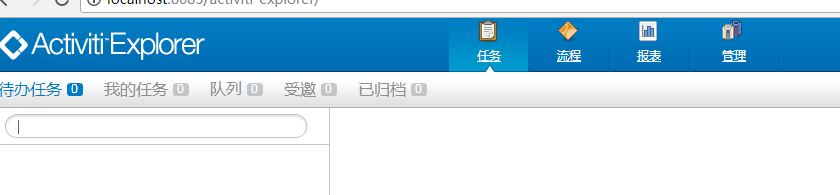 localhost:8083/activiti-explorer/
Activiti Explorer
任务 流程 报表 管理
待办任务 0 我的任务 0 队列 0 受邀 0 已归档 0